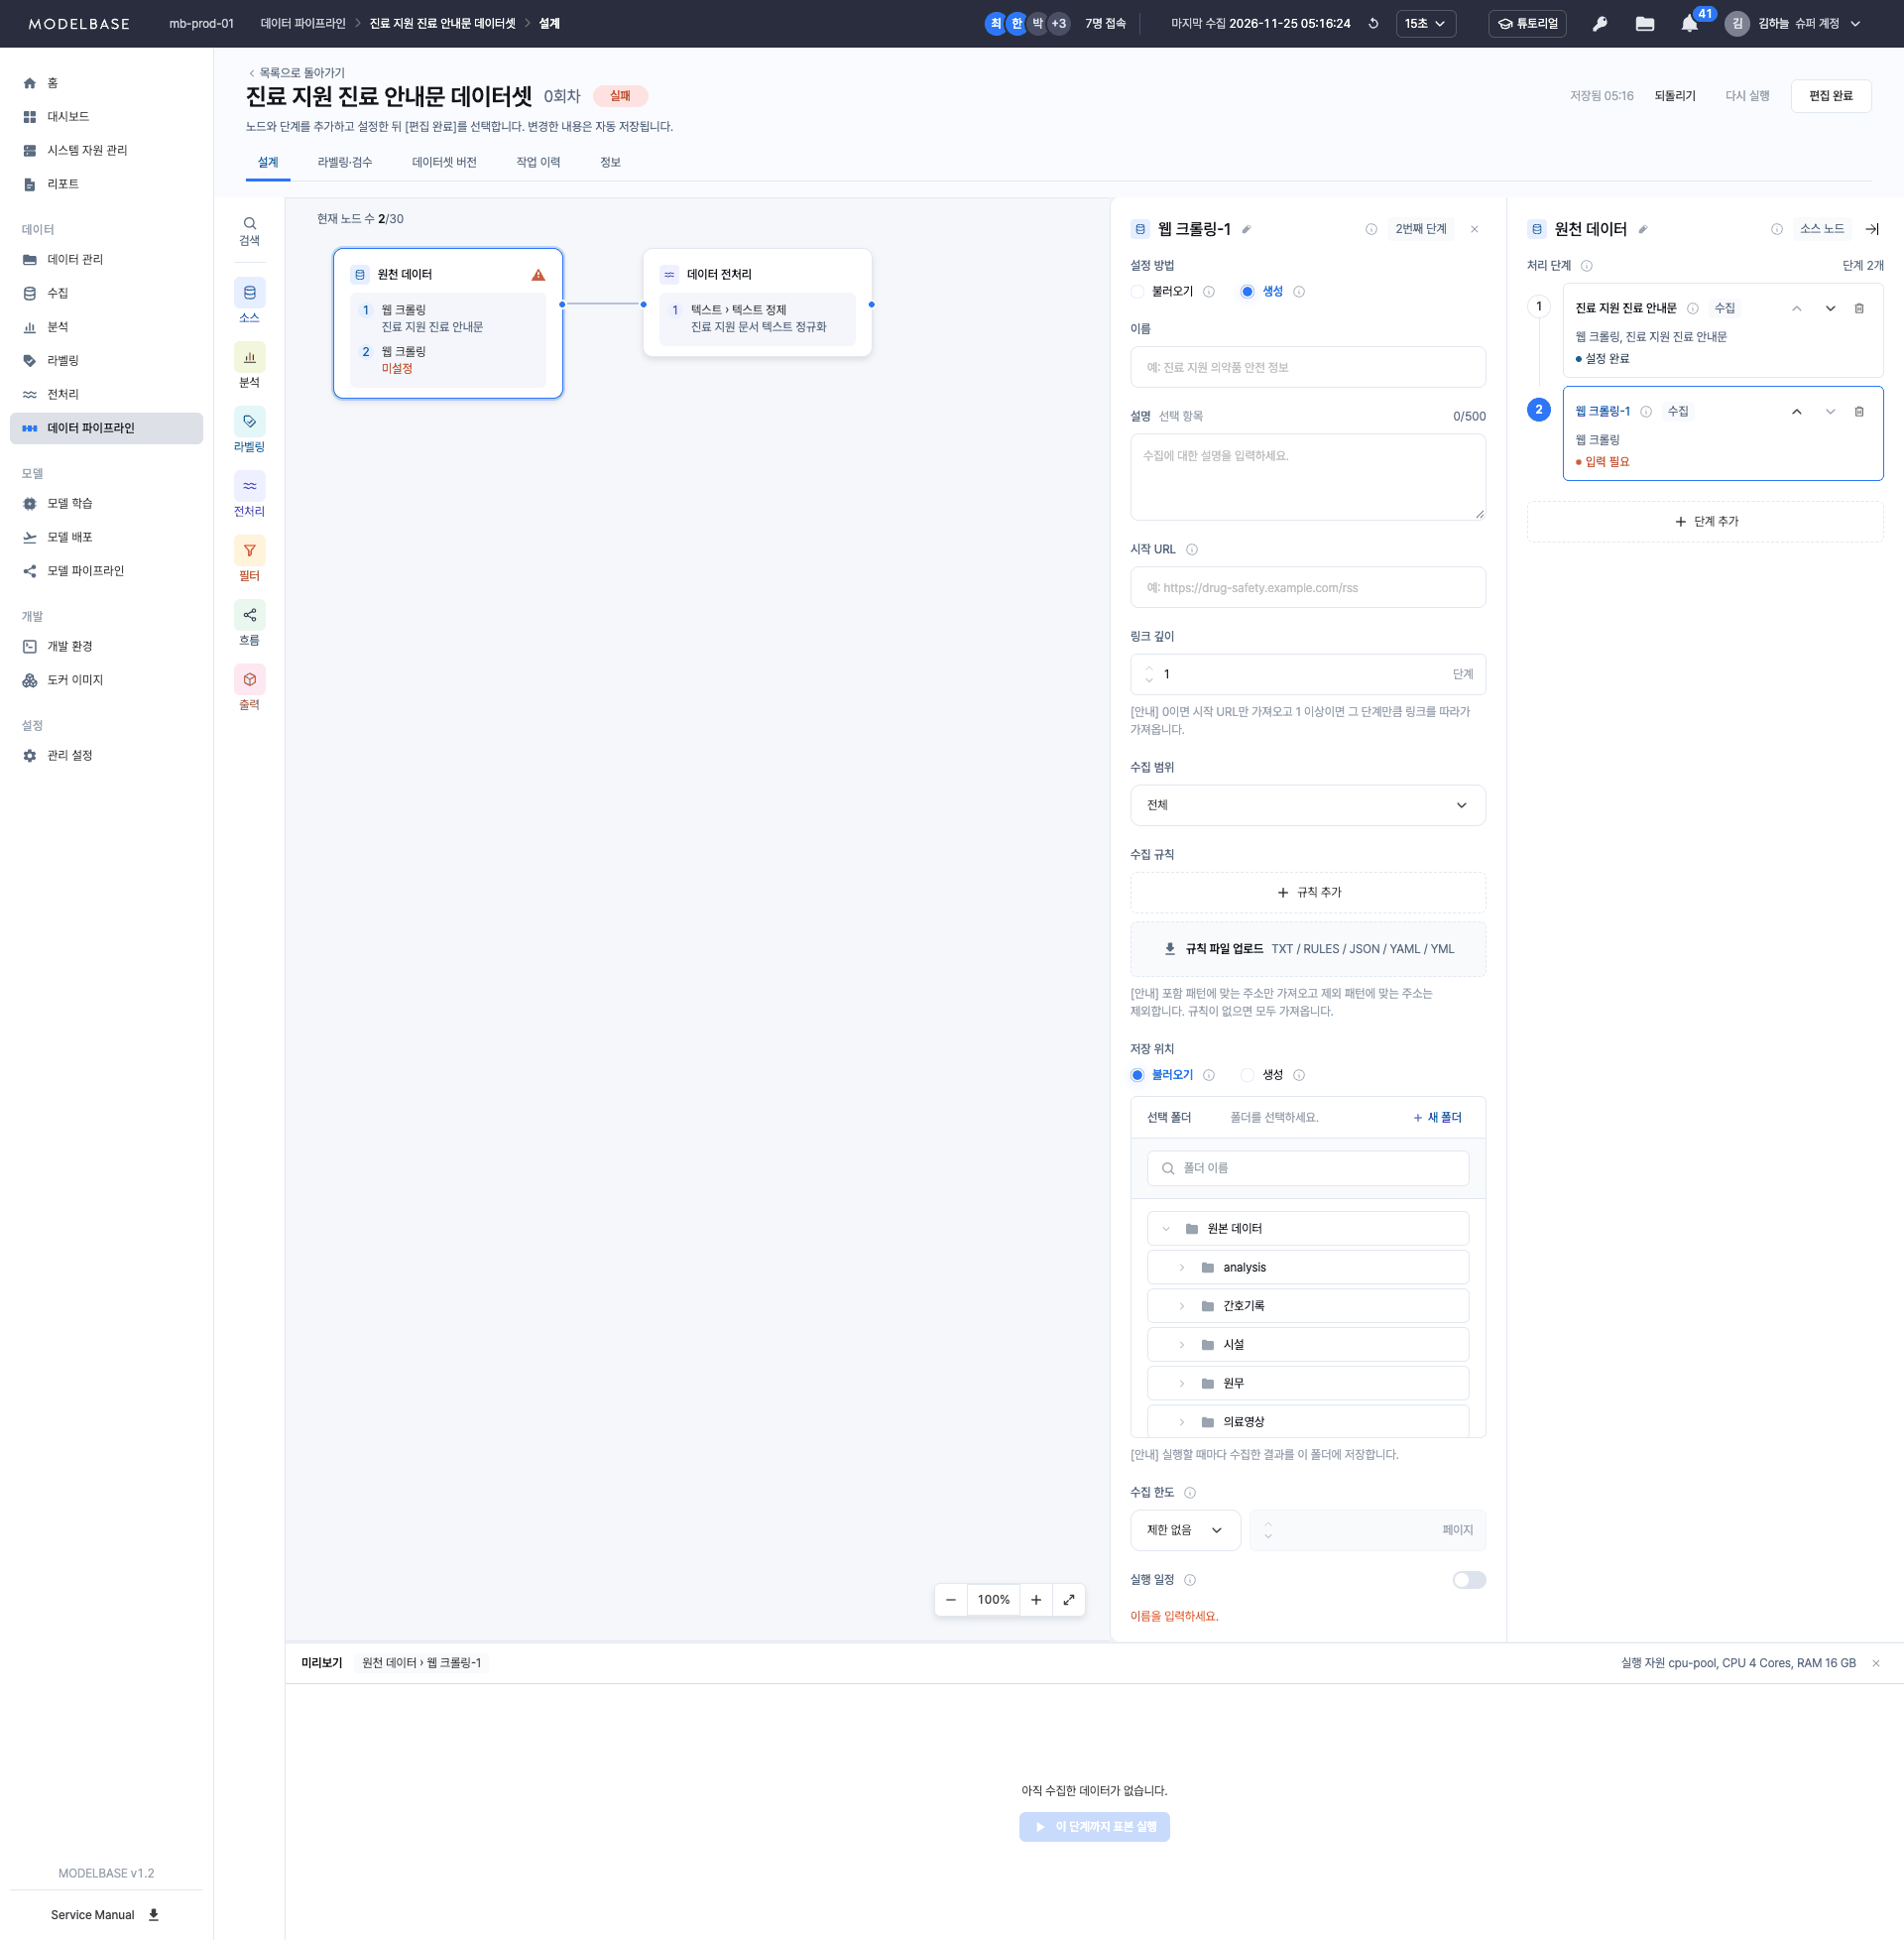 MODELBASE
mb-prod-01
데이터 파이프라인
진료 지원 진료 안내문 데이터셋
설계
최
한
박
+3
7명 접속
마지막 수집 2026-11-25 05:16:24
15초
튜토리얼
41
김
김하늘 슈퍼 계정
홈
대시보드
시스템 자원 관리
리포트
데이터
데이터 관리
수집
분석
라벨링
전처리
데이터 파이프라인
모델
모델 학습
모델 배포
모델 파이프라인
개발
개발 환경
도커 이미지
설정
관리 설정
MODELBASE v1.2
Service Manual
목록으로 돌아가기
진료 지원 진료 안내문 데이터셋 0회차 실패
노드와 단계를 추가하고 설정한 뒤 [편집 완료]를 선택합니다. 변경한 내용은 자동 저장됩니다.
저장됨 05:16
되돌리기
다시 실행
편집 완료
설계
라벨링·검수
데이터셋 버전
작업 이력
정보
검색
소스
분석
라벨링
전처리
필터
흐름
출력
현재 노드 수 2/30
원천 데이터
1 웹 크롤링
진료 지원 진료 안내문
2 웹 크롤링
미설정
데이터 전처리
1 텍스트 › 텍스트 정제
진료 지원 문서 텍스트 정규화
100%
웹 크롤링-1
2번째 단계
설정 방법
불러오기
생성
이름
예: 진료 지원 의약품 안전 정보
설명 선택 항목
0/500
수집에 대한 설명을 입력하세요.
시작 URL
예: https://drug-safety.example.com/rss
링크 깊이
1
단계
[안내] 0이면 시작 URL만 가져오고 1 이상이면 그 단계만큼 링크를 따라가
가져옵니다.
수집 범위
전체
수집 규칙
규칙 추가
규칙 파일 업로드 TXT / RULES / JSON / YAML / YML
[안내] 포함 패턴에 맞는 주소만 가져오고 제외 패턴에 맞는 주소는
제외합니다. 규칙이 없으면 모두 가져옵니다.
저장 위치
불러오기
생성
선택 폴더
폴더를 선택하세요.
+ 새 폴더
폴더 이름
원본 데이터
analysis
간호기록
시설
원무
의료영상
[안내] 실행할 때마다 수집한 결과를 이 폴더에 저장합니다.
수집 한도
제한 없음
페이지
실행 일정
이름을 입력하세요.
원천 데이터
소스 노드
처리 단계
단계 2개
1
진료 지원 진료 안내문
수집
웹 크롤링, 진료 지원 진료 안내문
설정 완료
2
웹 크롤링-1
수집
웹 크롤링
입력 필요
단계 추가
미리보기
원천 데이터 › 웹 크롤링-1
실행 자원 cpu-pool, CPU 4 Cores, RAM 16 GB
아직 수집한 데이터가 없습니다.
이 단계까지 표본 실행